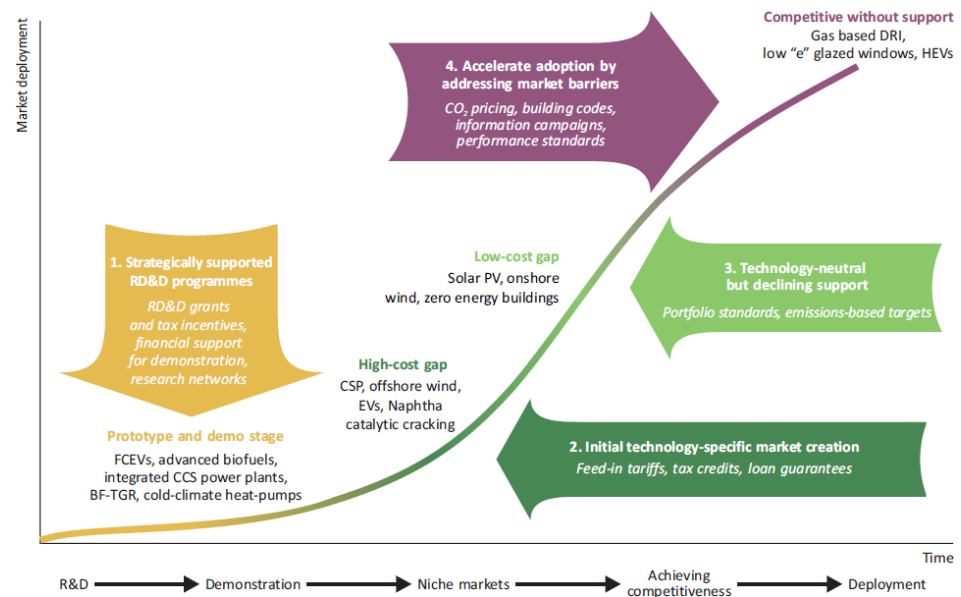 Market deployment
Competitive without support
Gas based DRI,
low “e” glazed windows, HEVs
4. Accelerate adoption by
addressing market barriers
CO₂ pricing, building codes,
information campaigns,
performance standards
1. Strategically supported
RD&D programmes
RD&D grants
and tax incentives,
financial support
for demonstration,
research networks
Low-cost gap
Solar PV, onshore
wind, zero energy buildings
3. Technology-neutral
but declining support
Portfolio standards, emissions-based targets
High-cost gap
CSP, offshore wind,
EVs, Naphtha
catalytic cracking
Prototype and demo stage
FCEVs, advanced biofuels,
integrated CCS power plants,
BF-TGR, cold-climate heat-pumps
2. Initial technology-specific market creation
Feed-in tariffs, tax credits, loan guarantees
Time
R&D
Demonstration
Niche markets
Achieving
competitiveness
Deployment